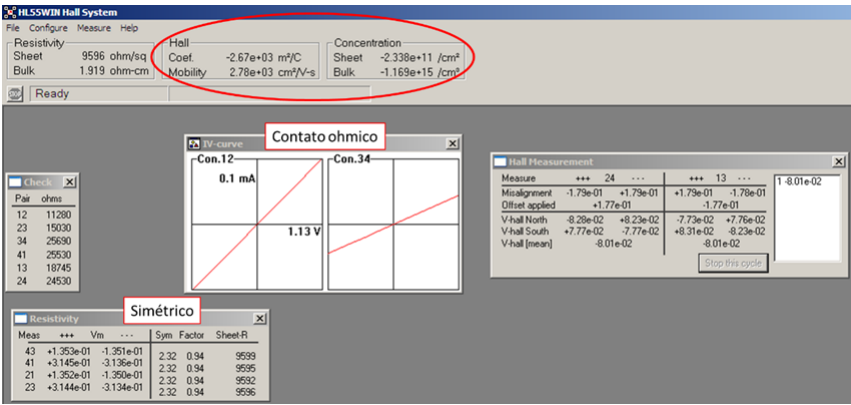 HL55WIN Hall System
File Configure Measure Help
Resistivity Hall Concentration
Sheet 9596 ohm/sq Coef. -2.67e+03 m²/C Sheet -2.338e+11 /cm²
Bulk 1.919 ohm-cm Mobility 2.78e+03 cm²/V-s Bulk -1.169e+15 /cm³
STOP Ready
Contato ohmico
IV-curve
Con.12 Con.34
0.1 mA
1.13 V
Check
Pair ohms
12 11280
23 15030
34 25690
41 25530
13 18745
24 24530
Hall Measurement
Measure +++ 24 - - - +++ 13 - - -
Misalignment -1.79e-01 +1.79e-01 +1.79e-01 -1.78e-01
Offset applied +1.77e-01 -1.77e-01
V-hall North -8.28e-02 +8.23e-02 -7.73e-02 +7.76e-02
V-hall South +7.77e-02 -7.77e-02 +8.31e-02 -8.23e-02
V-hall [mean] -8.01e-02 -8.01e-02
1 -8.01e-02
Stop this cycle
Simétrico
Resistivity
Meas +++ Vm - - - Sym Factor Sheet-R
43 +1.353e-01 -1.351e-01 2.32 0.94 9599
41 +3.145e-01 -3.136e-01 2.32 0.94 9595
21 +1.352e-01 -1.350e-01 2.32 0.94 9592
23 +3.144e-01 -3.134e-01 2.32 0.94 9596